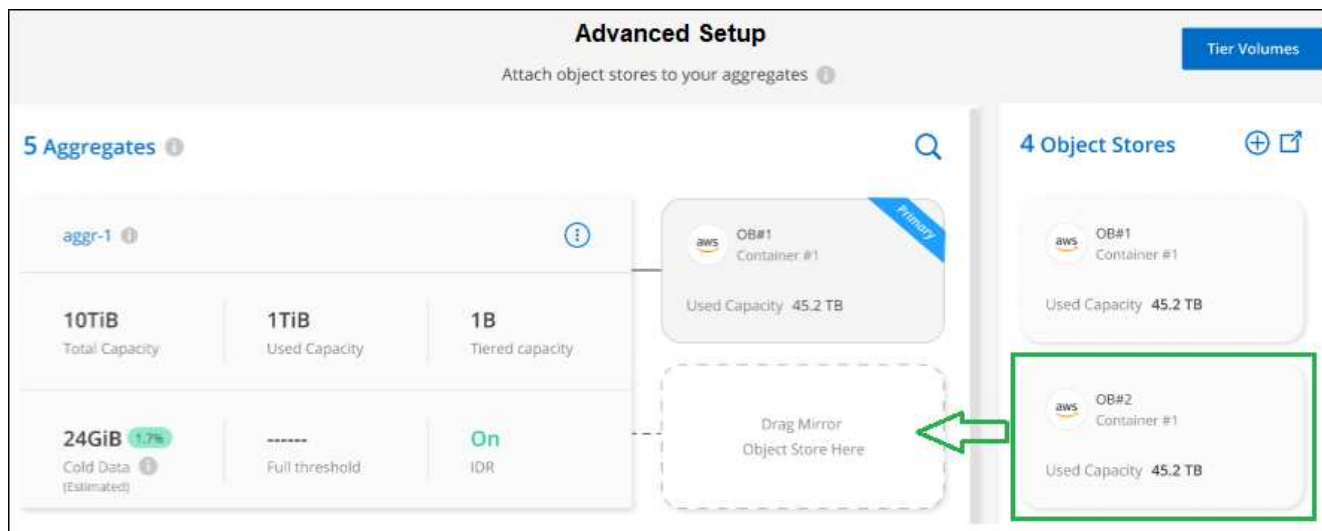 Advanced Setup
Attach object stores to your aggregates
Tier Volumes
5 Aggregates
aggr-1
10TiB
Total Capacity
1TiB
Used Capacity
1B
Tiered capacity
24GiB 1.7%
Cold Data
(Estimated)
------
Full threshold
On
IDR
Primary
aws
OB#1
Container #1
Used Capacity 45.2 TB
Drag Mirror
Object Store Here
4 Object Stores
aws
OB#1
Container #1
Used Capacity 45.2 TB
aws
OB#2
Container #1
Used Capacity 45.2 TB